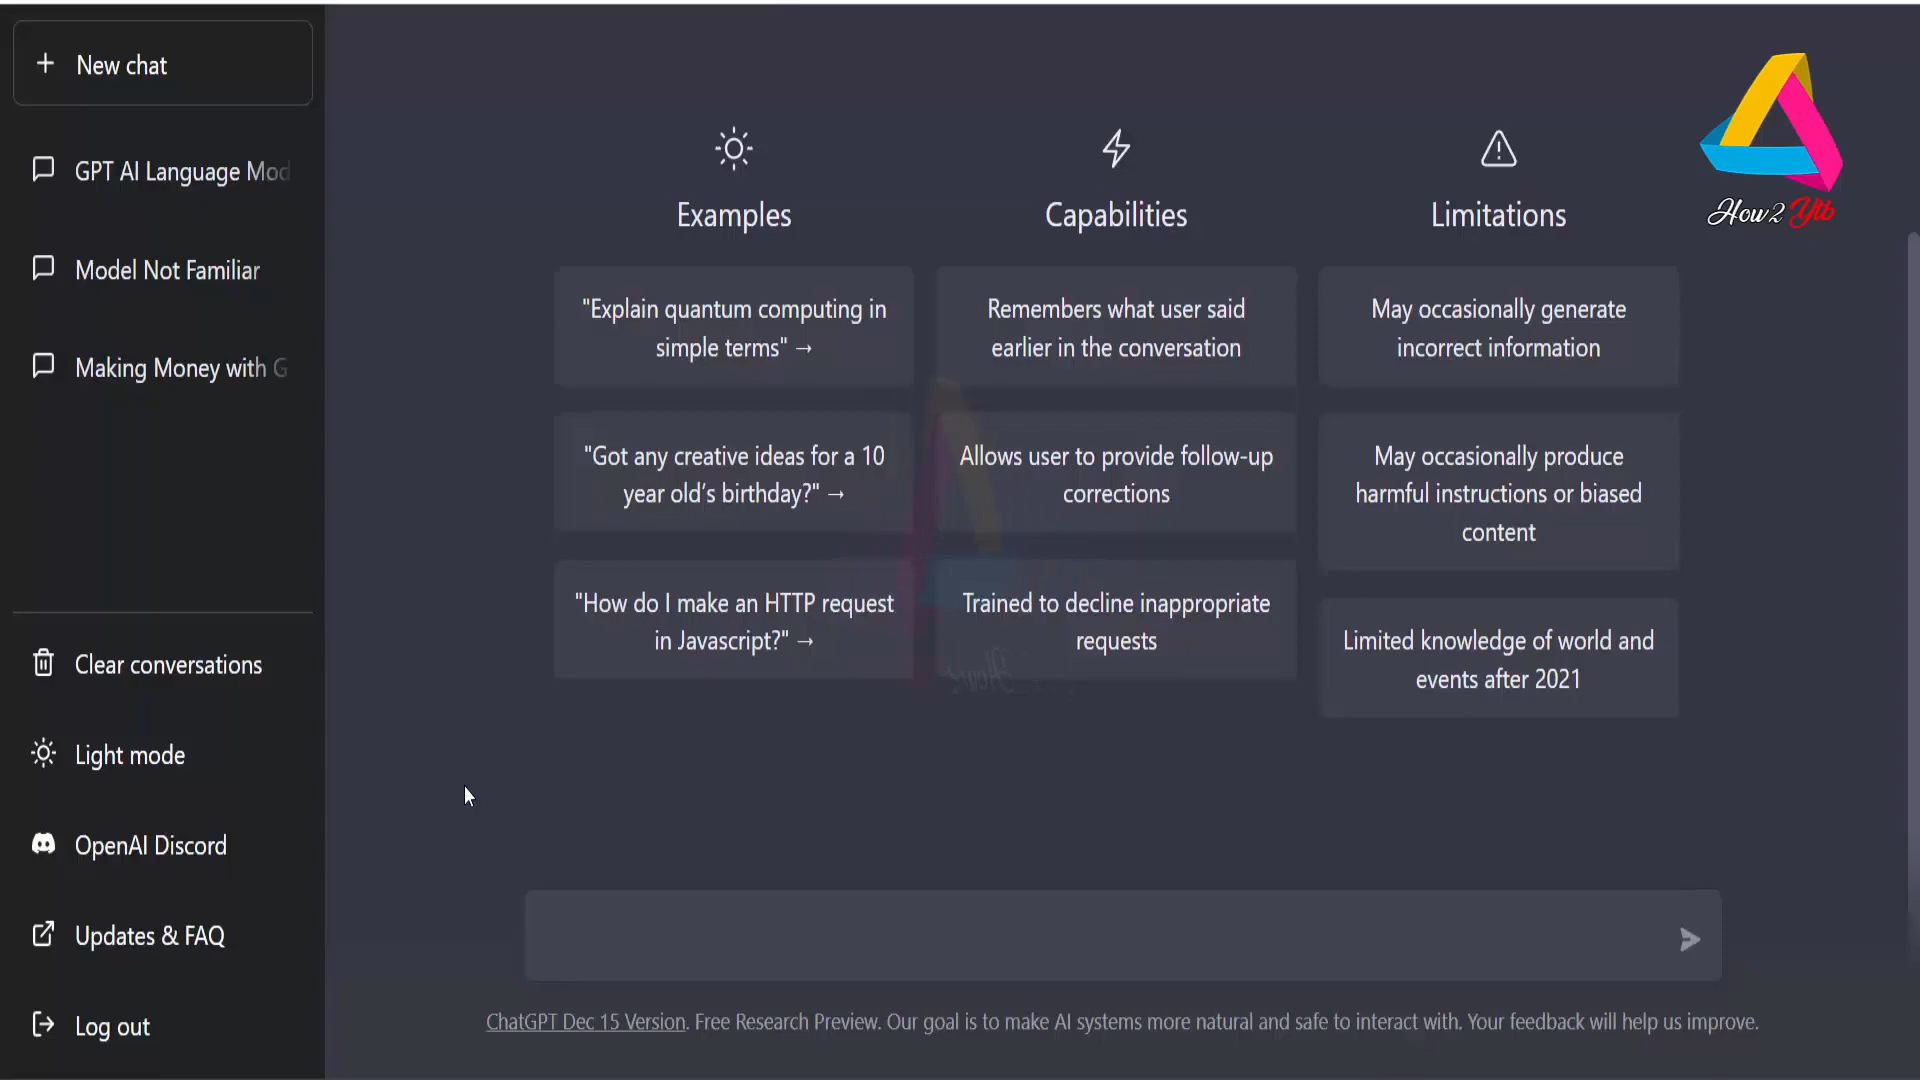 New chat
GPT AI Language Mod
Model Not Familiar
Making Money with G
Clear conversations
Light mode
OpenAI Discord
Updates & FAQ
Log out
Examples
"Explain quantum computing in
simple terms" →
"Got any creative ideas for a 10
year old’s birthday?" →
"How do I make an HTTP request
in Javascript?" →
Capabilities
Remembers what user said
earlier in the conversation
Allows user to provide follow-up
corrections
Trained to decline inappropriate
requests
Limitations
May occasionally generate
incorrect information
May occasionally produce
harmful instructions or biased
content
Limited knowledge of world and
events after 2021
How2 Ytb
ChatGPT Dec 15 Version. Free Research Preview. Our goal is to make AI systems more natural and safe to interact with. Your feedback will help us improve.